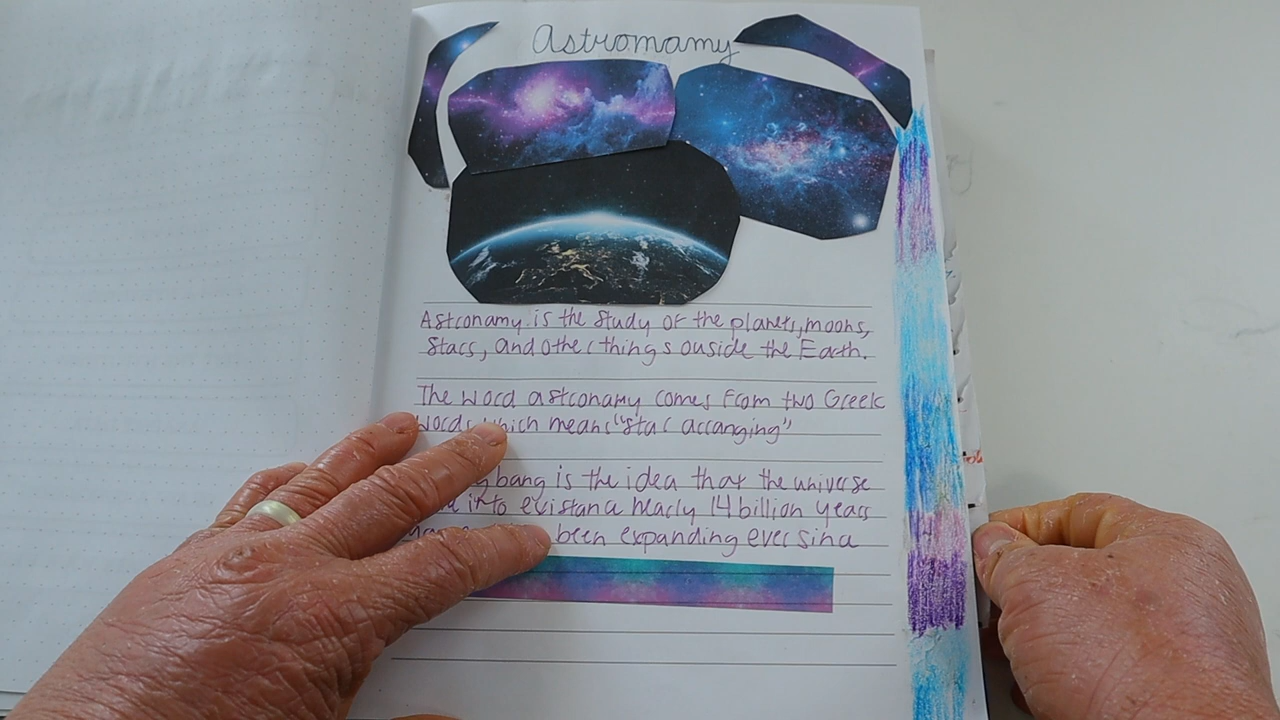 Astromamy
Astronamy is the study of the planets, moons,
stars, and other things ouside the Earth.
The word astronamy comes from two Greek
words which means "star arranging"
bang is the idea that the universe
into existance nearly 14 billion years
been expanding ever since